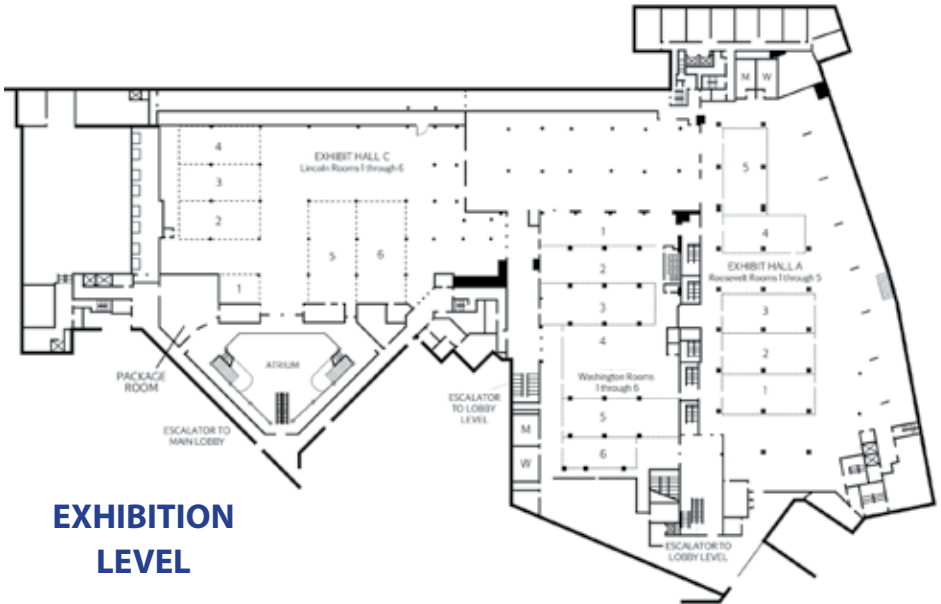 M W
4
EXHIBIT HALL C
Lincoln Rooms 1 through 6
3
5
2
1
4
5
6
2
EXHIBIT HALL A
Roosevelt Rooms 1 through 5
1
3
3
4
2
ATRIUM
PACKAGE
ROOM
Washington Rooms
1 through 6
1
ESCALATOR
TO LOBBY
LEVEL
5
ESCALATOR TO
MAIN LOBBY
M
6
W
EXHIBITION
LEVEL
ESCALATOR TO
LOBBY LEVEL